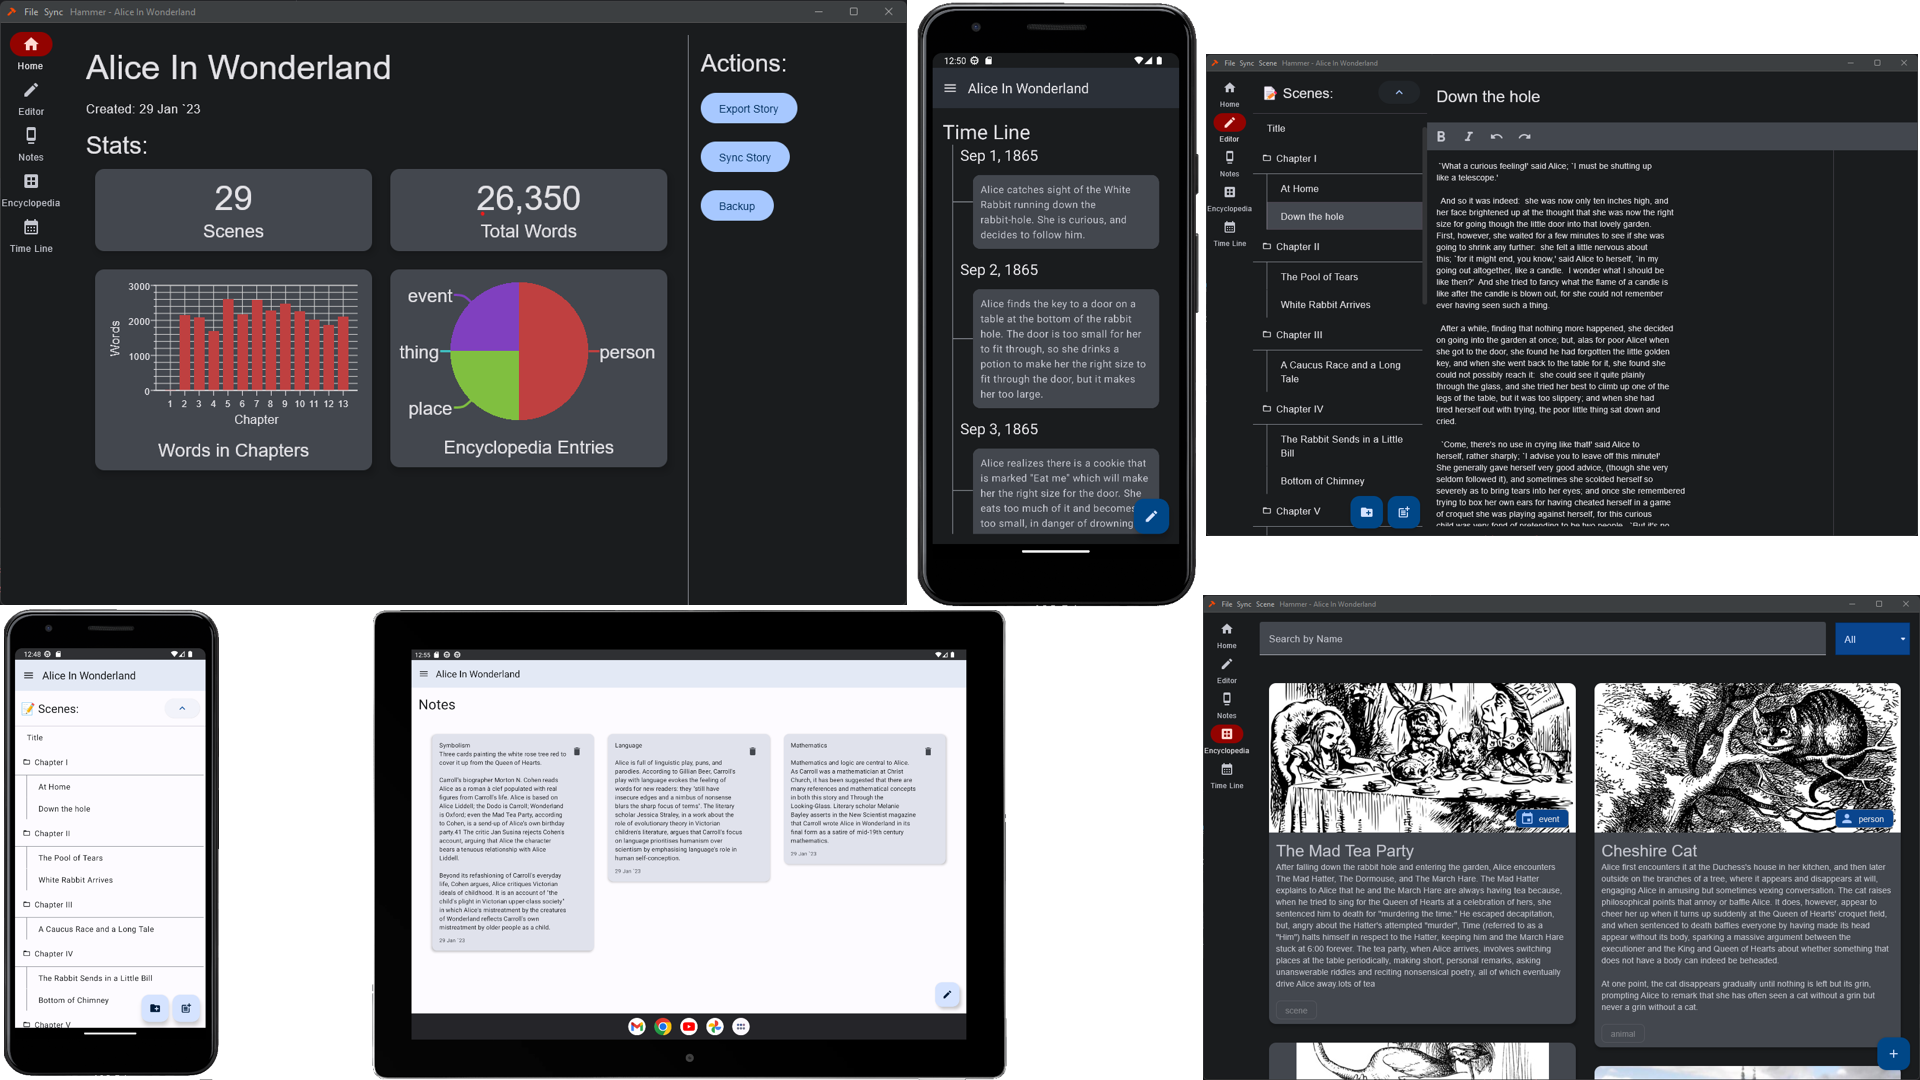 File Sync Hammer - Alice In Wonderland
Home
Editor
Notes
Encyclopedia
Time Line
Alice In Wonderland
Created: 29 Jan `23
Stats:
29
Scenes
26,350
Total Words
3000
2000
1000
0
Words
1 2 3 4 5 6 7 8 9 10 11 12 13
Chapter
Words in Chapters
event
thing
place
person
Encyclopedia Entries
Actions:
Export Story
Sync Story
Backup
12:50
Alice In Wonderland
Time Line
Sep 1, 1865
Alice catches sight of the White
Rabbit running down the
rabbit-hole. She is curious, and
decides to follow him.
Sep 2, 1865
Alice finds the key to a door on a
table at the bottom of the rabbit
hole. The door is too small for her
to fit through, so she drinks a
potion to make her the right size to
fit through the door, but it makes
her too large.
Sep 3, 1865
Alice realizes there is a cookie that
is marked "Eat me" which will make
her the right size for the door. She
eats too much of it and becomes
too small, in danger of drowning
File Sync Scene Hammer - Alice In Wonderland
Home
Editor
Notes
Encyclopedia
Time Line
Scenes:
Title
Chapter I
At Home
Down the hole
Chapter II
The Pool of Tears
White Rabbit Arrives
Chapter III
A Caucus Race and a Long
Tale
Chapter IV
The Rabbit Sends in a Little
Bill
Bottom of Chimney
Chapter V
Down the hole
B I
`What a curious feeling!' said Alice; `I must be shutting up
like a telescope.'
And so it was indeed: she was now only ten inches high, and
her face brightened up at the thought that she was now the right
size for going though the little door into that lovely garden.
First, however, she waited for a few minutes to see if she was
going to shrink any further: she felt a little nervous about
this; `for it might end, you know,' said Alice to herself, `in my
going out altogether, like a candle. I wonder what I should be
like then?' And she tried to fancy what the flame of a candle is
like after the candle is blown out, for she could not remember
ever having seen such a thing.
After a while, finding that nothing more happened, she decided
on going into the garden at once; but, alas for poor Alice! when
she got to the door, she found he had forgotten the little golden
key, and when she went back to the table for it, she found she
could not possibly reach it: she could see it quite plainly
through the glass, and she tried her best to climb up one of the
legs of the table, but it was too slippery; and when she had
tired herself out with trying, the poor little thing sat down and
cried.
`Come, there's no use in crying like that!' said Alice to
herself, rather sharply; `I advise you to leave off this minute!'
She generally gave herself very good advice, (though she very
seldom followed it), and sometimes she scolded herself so
severely as to bring tears into her eyes; and once she remembered
trying to box her own ears for having cheated herself in a game
of croquet she was playing against herself, for this curious
child was very fond of pretending to be two people. `But it's no
12:48
Alice In Wonderland
Scenes:
Title
Chapter I
At Home
Down the hole
Chapter II
The Pool of Tears
White Rabbit Arrives
Chapter III
A Caucus Race and a Long Tale
Chapter IV
The Rabbit Sends in a Little Bill
Bottom of Chimney
Chapter V
12:55
Alice In Wonderland
Notes
Symbolism
Three cards painting the white rose tree red to
cover it up from the Queen of Hearts.
Carroll's biographer Morton N. Cohen reads
Alice as a roman à clef populated with real
figures from Carroll's life. Alice is based on
Alice Liddell; the Dodo is Carroll; Wonderland
is Oxford; even the Mad Tea Party, according
to Cohen, is a send-up of Alice's own birthday
party.41 The critic Jan Susina rejects Cohen's
account, arguing that Alice the character
bears a tenuous relationship with Alice
Liddell.
Beyond its refashioning of Carroll's everyday
life, Cohen argues, Alice critiques Victorian
ideals of childhood. It is an account of "the
child's plight in Victorian upper-class society"
in which Alice's mistreatment by the creatures
of Wonderland reflects Carroll's own
mistreatment by older people as a child.
29 Jan `23
Language
Alice is full of linguistic play, puns, and
parodies. According to Gillian Beer, Carroll's
play with language evokes the feeling of
words for new readers: they "still have
insecure edges and a nimbus of nonsense
blurs the sharp focus of terms". The literary
scholar Jessica Straley, in a work about the
role of evolutionary theory in Victorian
children's literature, argues that Carroll's focus
on language prioritises humanism over
scientism by emphasising language's role in
human self-conception.
29 Jan `23
Mathematics
Mathematics and logic are central to Alice.
As Carroll was a mathematician at Christ
Church, it has been suggested that there are
many references and mathematical concepts
in both this story and Through the
Looking-Glass. Literary scholar Melanie
Bayley asserts in the New Scientist magazine
that Carroll wrote Alice in Wonderland in its
final form as a satire of mid-19th century
mathematics.
29 Jan `23
File Sync Scene Hammer - Alice In Wonderland
Home
Editor
Notes
Encyclopedia
Time Line
Search by Name
All
event
The Mad Tea Party
After falling down the rabbit hole and entering the garden, Alice encounters
The Mad Hatter, The Dormouse, and The March Hare. The Mad Hatter
explains to Alice that he and the March Hare are always having tea because,
when he tried to sing for the Queen of Hearts at a celebration of hers, she
sentenced him to death for "murdering the time." He escaped decapitation,
but, angry about the Hatter's attempted "murder", Time (referred to as a
"Him") halts himself in respect to the Hatter, keeping him and the March Hare
stuck at 6:00 forever. The tea party, when Alice arrives, involves switching
places at the table periodically, making short, personal remarks, asking
unanswerable riddles and reciting nonsensical poetry, all of which eventually
drive Alice away.lots of tea
scene
person
Cheshire Cat
Alice first encounters it at the Duchess's house in her kitchen, and then later
outside on the branches of a tree, where it appears and disappears at will,
engaging Alice in amusing but sometimes vexing conversation. The cat raises
philosophical points that annoy or baffle Alice. It does, however, appear to
cheer her up when it turns up suddenly at the Queen of Hearts' croquet field,
and when sentenced to death baffles everyone by having made its head
appear without its body, sparking a massive argument between the
executioner and the King and Queen of Hearts about whether something that
does not have a body can indeed be beheaded.
At one point, the cat disappears gradually until nothing is left but its grin,
prompting Alice to remark that she has often seen a cat without a grin but
never a grin without a cat.
animal